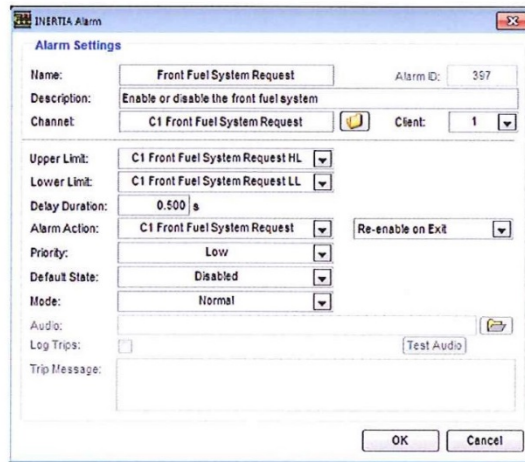 INERTIA Alarm
Alarm Settings
Name: Front Fuel System Request Alarm ID: 397
Description: Enable or disable the front fuel system
Channel: C1 Front Fuel System Request Client: 1
Upper Limit: C1 Front Fuel System Request HL
Lower Limit: C1 Front Fuel System Request LL
Delay Duration: 0.500 s
Alarm Action: C1 Front Fuel System Request Re-enable on Exit
Priority: Low
Default State: Disabled
Mode: Normal
Audio:
Log Trips: Test Audio
Trip Message:
OK Cancel